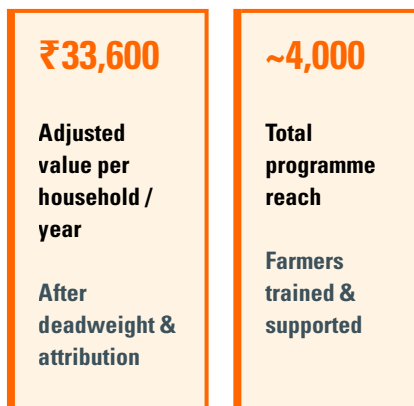 ₹33,600
Adjusted
value per
household /
year
After
deadweight &
attribution
~4,000
Total
programme
reach
Farmers
trained &
supported